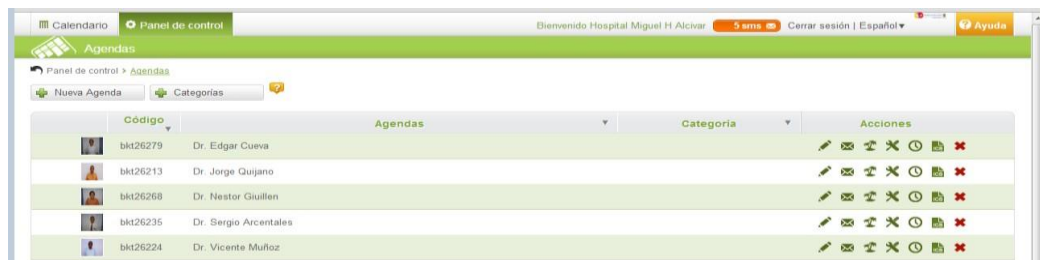 Calendario Panel de control Bienvenido Hospital Miguel H Alcivar 5 sms Cerrar sesión | Español ▾ Ayuda
Agendas
Panel de control > Agendas
Nueva Agenda Categorías
Código Agendas Categoria Acciones
bkt26279 Dr. Edgar Cueva
bkt26213 Dr. Jorge Quijano
bkt26268 Dr. Nestor Giuillen
bkt26235 Dr. Sergio Arcentales
bkt26224 Dr. Vicente Muñoz